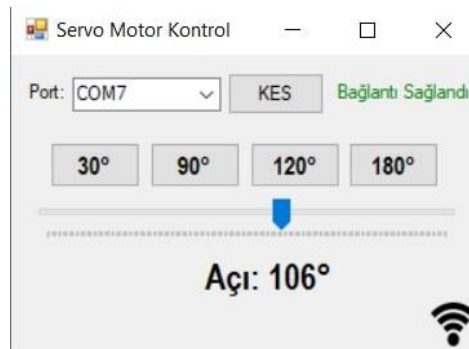 Servo Motor Kontrol
Port: COM7 KES Bağlantı Sağlandı
30° 90° 120° 180°
Açı: 106°